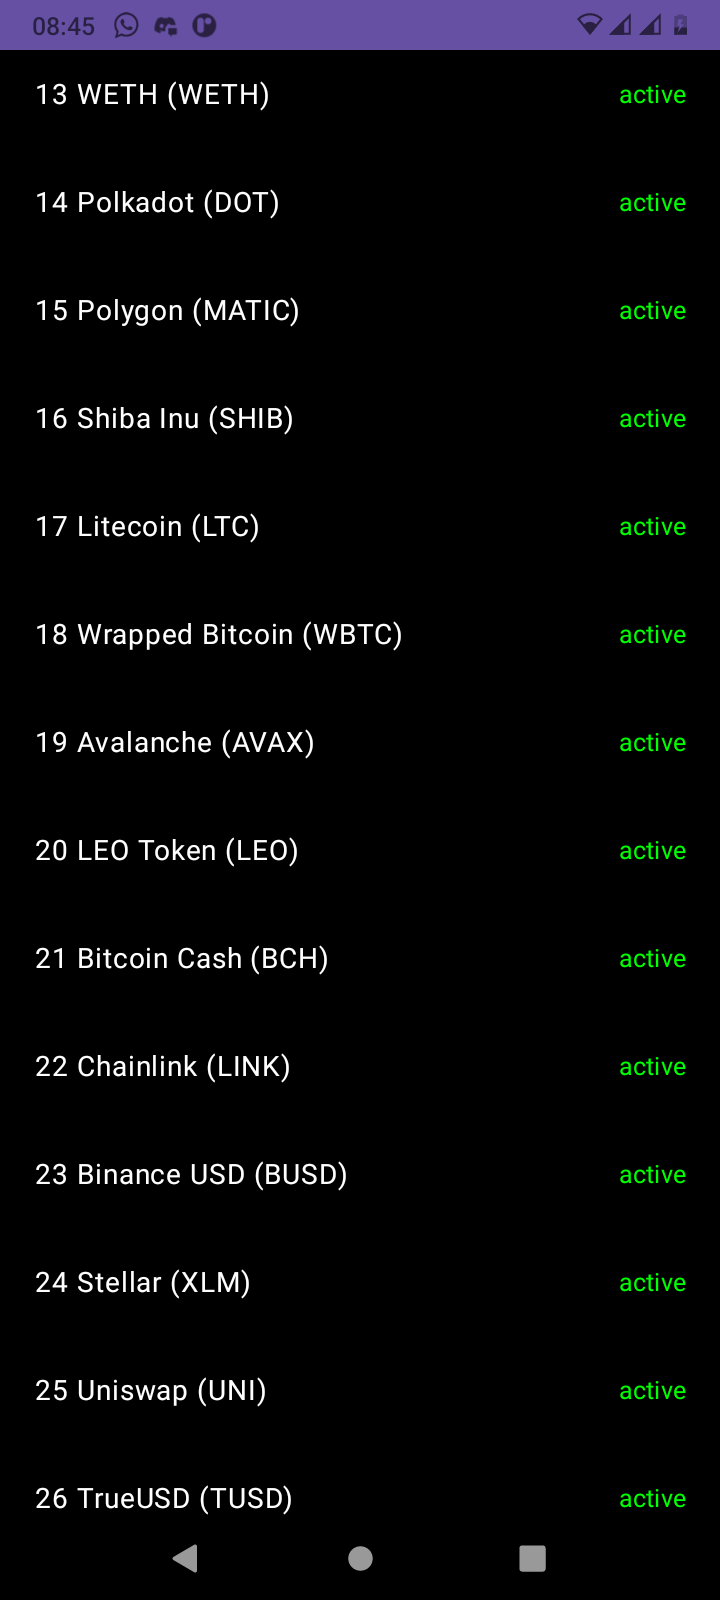 08:45
13 WETH (WETH) active
14 Polkadot (DOT) active
15 Polygon (MATIC) active
16 Shiba Inu (SHIB) active
17 Litecoin (LTC) active
18 Wrapped Bitcoin (WBTC) active
19 Avalanche (AVAX) active
20 LEO Token (LEO) active
21 Bitcoin Cash (BCH) active
22 Chainlink (LINK) active
23 Binance USD (BUSD) active
24 Stellar (XLM) active
25 Uniswap (UNI) active
26 TrueUSD (TUSD) active